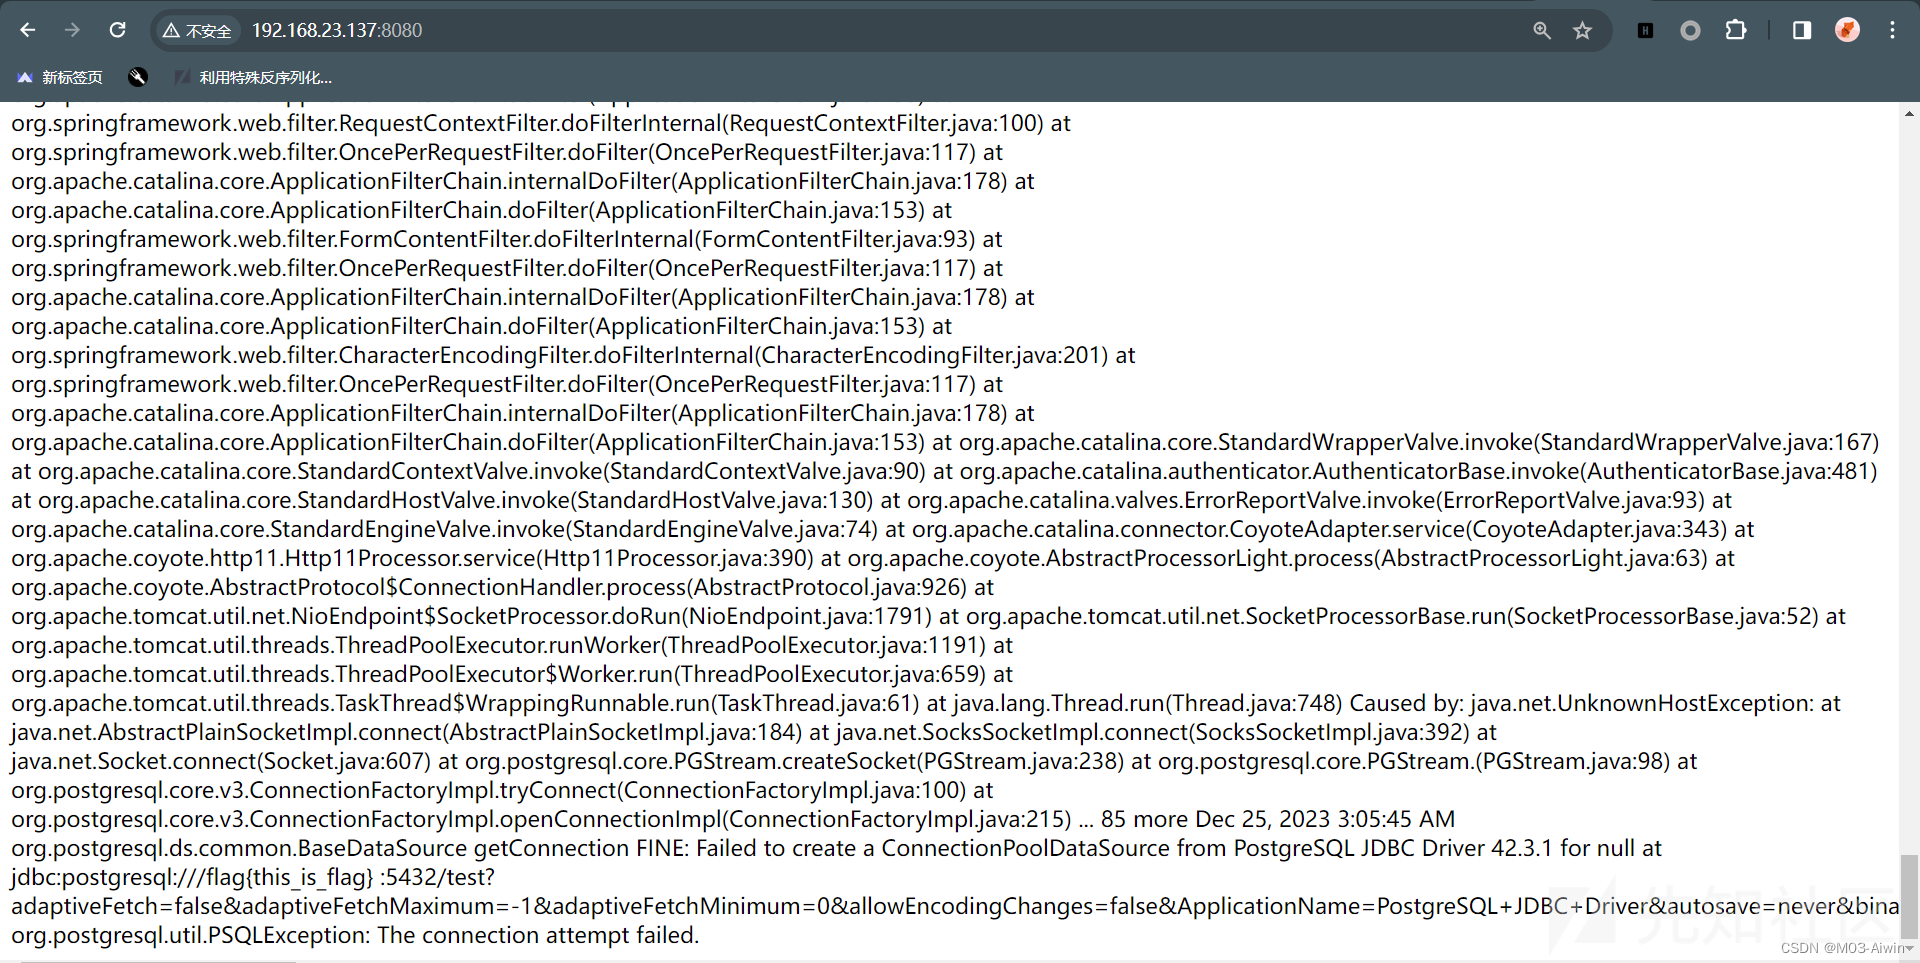 不安全 192.168.23.137:8080
新标签页 利用特殊反序列化...
org.springframework.web.filter.RequestContextFilter.doFilterInternal(RequestContextFilter.java:100) at
org.springframework.web.filter.OncePerRequestFilter.doFilter(OncePerRequestFilter.java:117) at
org.apache.catalina.core.ApplicationFilterChain.internalDoFilter(ApplicationFilterChain.java:178) at
org.apache.catalina.core.ApplicationFilterChain.doFilter(ApplicationFilterChain.java:153) at
org.springframework.web.filter.FormContentFilter.doFilterInternal(FormContentFilter.java:93) at
org.springframework.web.filter.OncePerRequestFilter.doFilter(OncePerRequestFilter.java:117) at
org.apache.catalina.core.ApplicationFilterChain.internalDoFilter(ApplicationFilterChain.java:178) at
org.apache.catalina.core.ApplicationFilterChain.doFilter(ApplicationFilterChain.java:153) at
org.springframework.web.filter.CharacterEncodingFilter.doFilterInternal(CharacterEncodingFilter.java:201) at
org.springframework.web.filter.OncePerRequestFilter.doFilter(OncePerRequestFilter.java:117) at
org.apache.catalina.core.ApplicationFilterChain.internalDoFilter(ApplicationFilterChain.java:178) at
org.apache.catalina.core.ApplicationFilterChain.doFilter(ApplicationFilterChain.java:153) at org.apache.catalina.core.StandardWrapperValve.invoke(StandardWrapperValve.java:167)
at org.apache.catalina.core.StandardContextValve.invoke(StandardContextValve.java:90) at org.apache.catalina.authenticator.AuthenticatorBase.invoke(AuthenticatorBase.java:481)
at org.apache.catalina.core.StandardHostValve.invoke(StandardHostValve.java:130) at org.apache.catalina.valves.ErrorReportValve.invoke(ErrorReportValve.java:93) at
org.apache.catalina.core.StandardEngineValve.invoke(StandardEngineValve.java:74) at org.apache.catalina.connector.CoyoteAdapter.service(CoyoteAdapter.java:343) at
org.apache.coyote.http11.Http11Processor.service(Http11Processor.java:390) at org.apache.coyote.AbstractProcessorLight.process(AbstractProcessorLight.java:63) at
org.apache.coyote.AbstractProtocol$ConnectionHandler.process(AbstractProtocol.java:926) at
org.apache.tomcat.util.net.NioEndpoint$SocketProcessor.doRun(NioEndpoint.java:1791) at org.apache.tomcat.util.net.SocketProcessorBase.run(SocketProcessorBase.java:52) at
org.apache.tomcat.util.threads.ThreadPoolExecutor.runWorker(ThreadPoolExecutor.java:1191) at
org.apache.tomcat.util.threads.ThreadPoolExecutor$Worker.run(ThreadPoolExecutor.java:659) at
org.apache.tomcat.util.threads.TaskThread$WrappingRunnable.run(TaskThread.java:61) at java.lang.Thread.run(Thread.java:748) Caused by: java.net.UnknownHostException: at
java.net.AbstractPlainSocketImpl.connect(AbstractPlainSocketImpl.java:184) at java.net.SocksSocketImpl.connect(SocksSocketImpl.java:392) at
java.net.Socket.connect(Socket.java:607) at org.postgresql.core.PGStream.createSocket(PGStream.java:238) at org.postgresql.core.PGStream.(PGStream.java:98) at
org.postgresql.core.v3.ConnectionFactoryImpl.tryConnect(ConnectionFactoryImpl.java:100) at
org.postgresql.core.v3.ConnectionFactoryImpl.openConnectionImpl(ConnectionFactoryImpl.java:215) ... 85 more Dec 25, 2023 3:05:45 AM
org.postgresql.ds.common.BaseDataSource getConnection FINE: Failed to create a ConnectionPoolDataSource from PostgreSQL JDBC Driver 42.3.1 for null at
jdbc:postgresql:///flag{this_is_flag} :5432/test?
adaptiveFetch=false&adaptiveFetchMaximum=-1&adaptiveFetchMinimum=0&allowEncodingChanges=false&ApplicationName=PostgreSQL+JDBC+Driver&autosave=never&bina
org.postgresql.util.PSQLException: The connection attempt failed.
先知社区
CSDN @M03-Aiwin